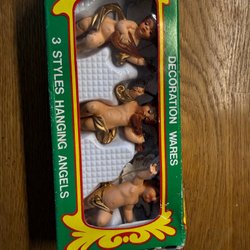 3 STYLES HANGING ANGELS
DECORATION WARES